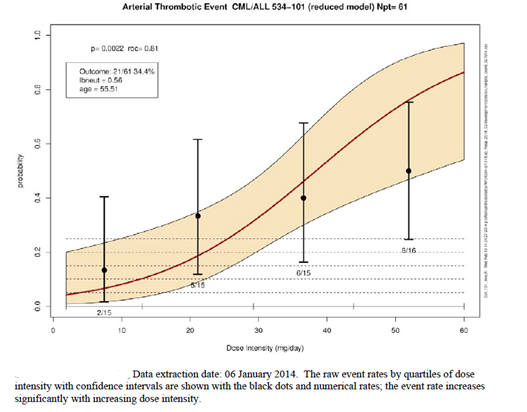 Arterial Thrombotic Event CML/ALL 534-101 (reduced model) Npt= 61
p= 0.0022 roc= 0.81
Outcome: 21/61 34.4%
lbneut = 0.56
age = 55.51
1.0
0.8
0.6
0.4
0.2
0.0
probability
2/15
5/15
6/15
8/16
0
10
20
30
40
50
60
Dose Intensity (mg/day)
, Data extraction date: 06 January 2014. The raw event rates by quartiles of dose
intensity with confidence intervals are shown with the black dots and numerical rates; the event rate increases
significantly with increasing dose intensity.